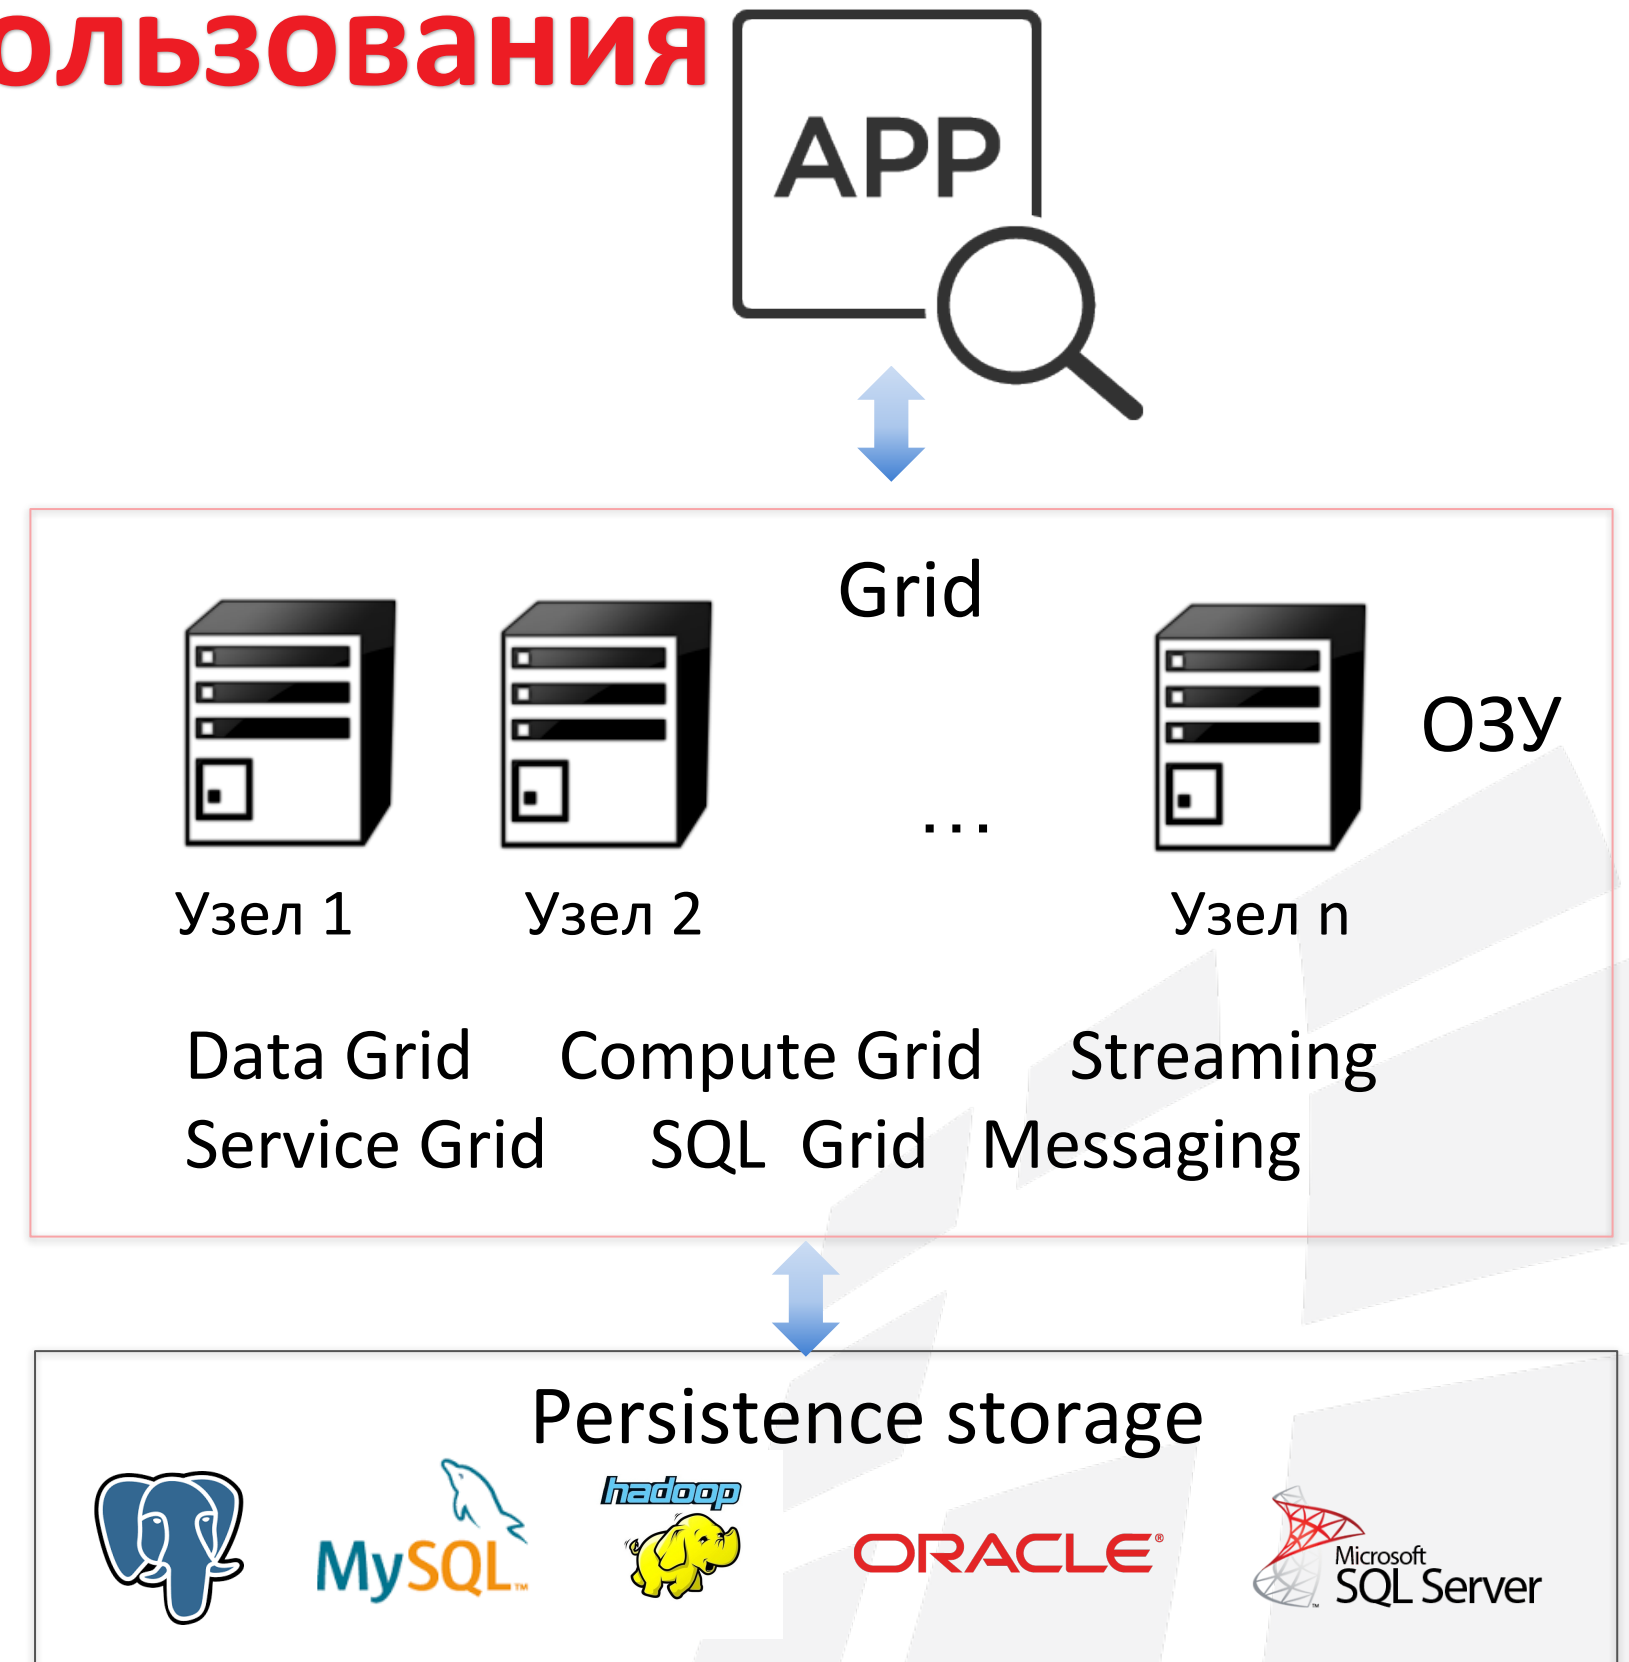 ользования
APP
Grid
ОЗУ
...
Узел 1 Узел 2 Узел n
Data Grid Compute Grid Streaming
Service Grid SQL Grid Messaging
Persistence storage
hadoop
MySQL™
ORACLE®
Microsoft
SQL Server